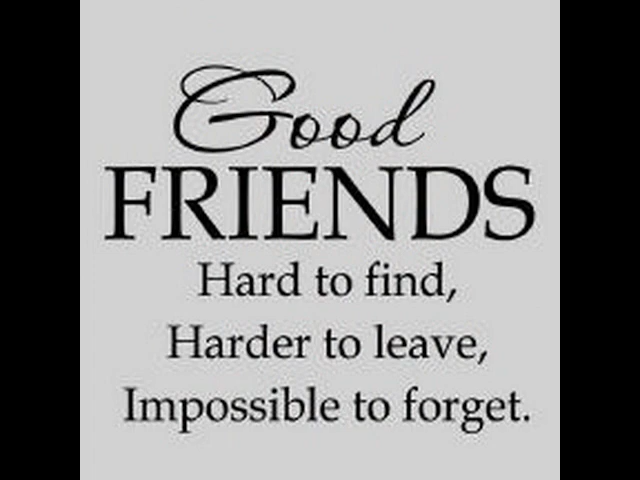 Good
FRIENDS
Hard to find,
Harder to leave,
Impossible to forget.